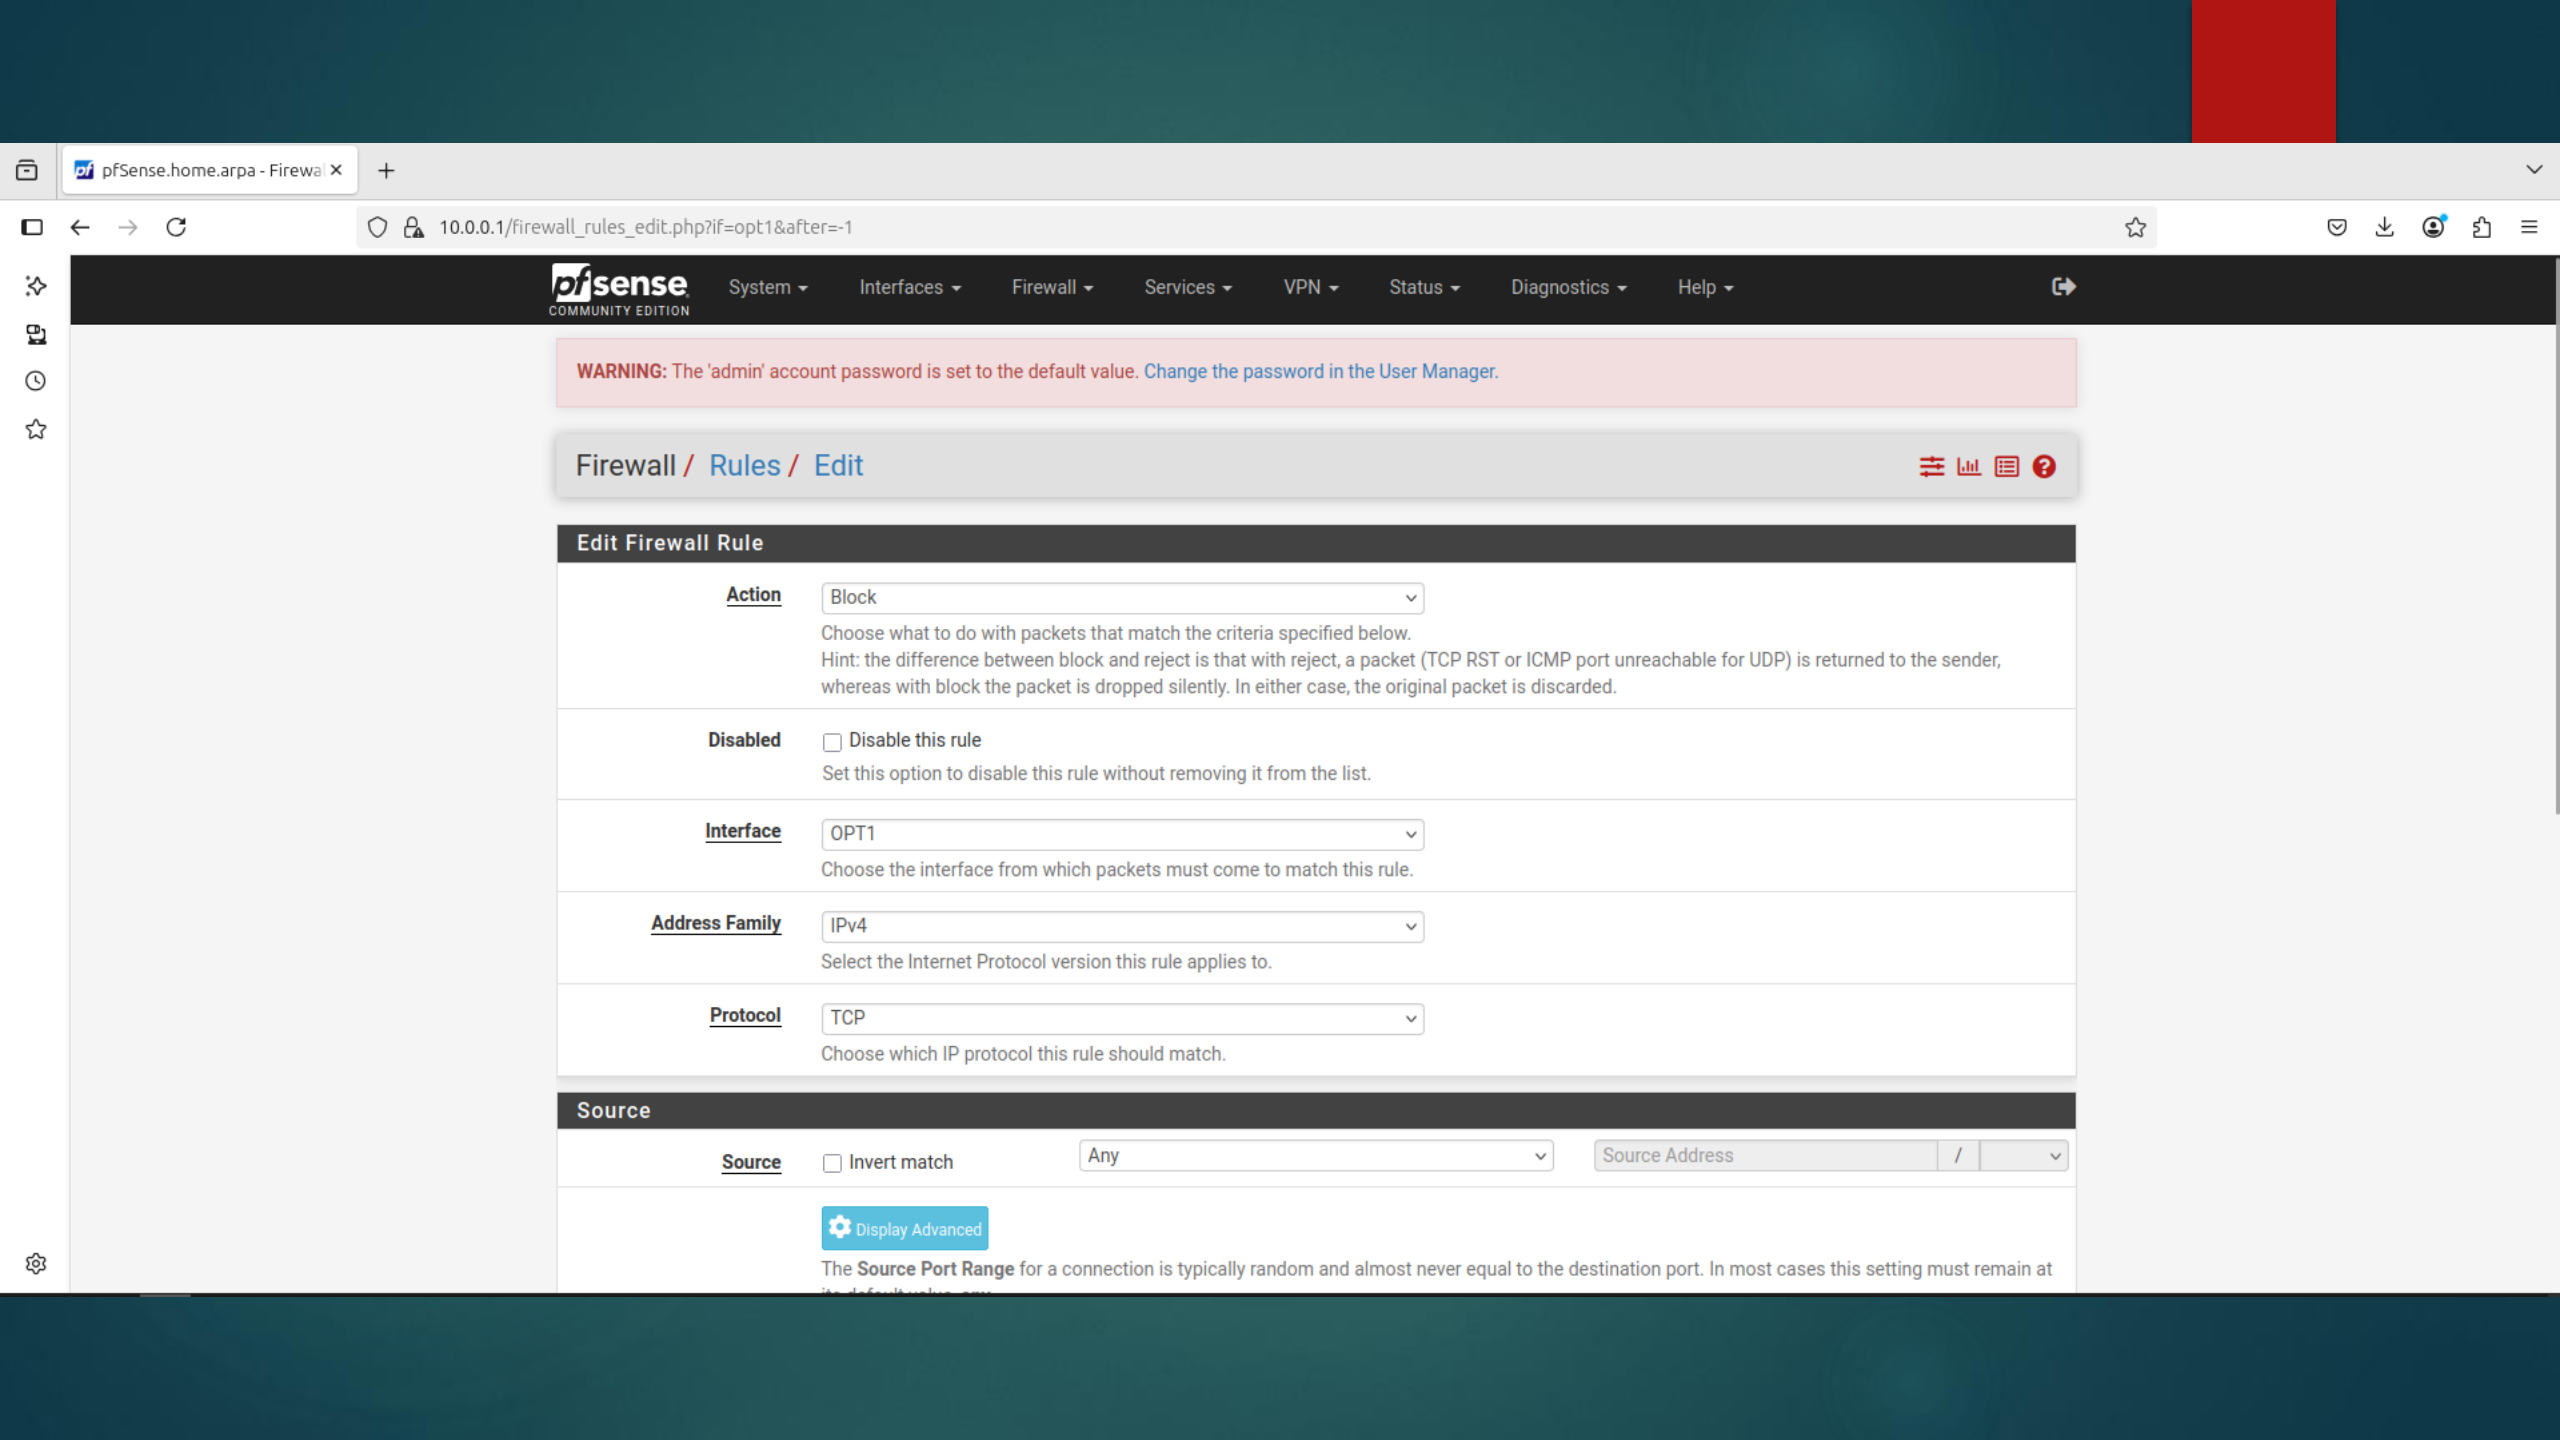 pfSense.home.arpa - Firewal
10.0.0.1/firewall_rules_edit.php?if=opt1&after=-1
pfsense
COMMUNITY EDITION
System Interfaces Firewall Services VPN Status Diagnostics Help
WARNING: The 'admin' account password is set to the default value. Change the password in the User Manager.
Firewall / Rules / Edit
Edit Firewall Rule
Action
Block
Choose what to do with packets that match the criteria specified below.
Hint: the difference between block and reject is that with reject, a packet (TCP RST or ICMP port unreachable for UDP) is returned to the sender,
whereas with block the packet is dropped silently. In either case, the original packet is discarded.
Disabled
Disable this rule
Set this option to disable this rule without removing it from the list.
Interface
OPT1
Choose the interface from which packets must come to match this rule.
Address Family
IPv4
Select the Internet Protocol version this rule applies to.
Protocol
TCP
Choose which IP protocol this rule should match.
Source
Source
Invert match
Any
Source Address /
Display Advanced
The Source Port Range for a connection is typically random and almost never equal to the destination port. In most cases this setting must remain at